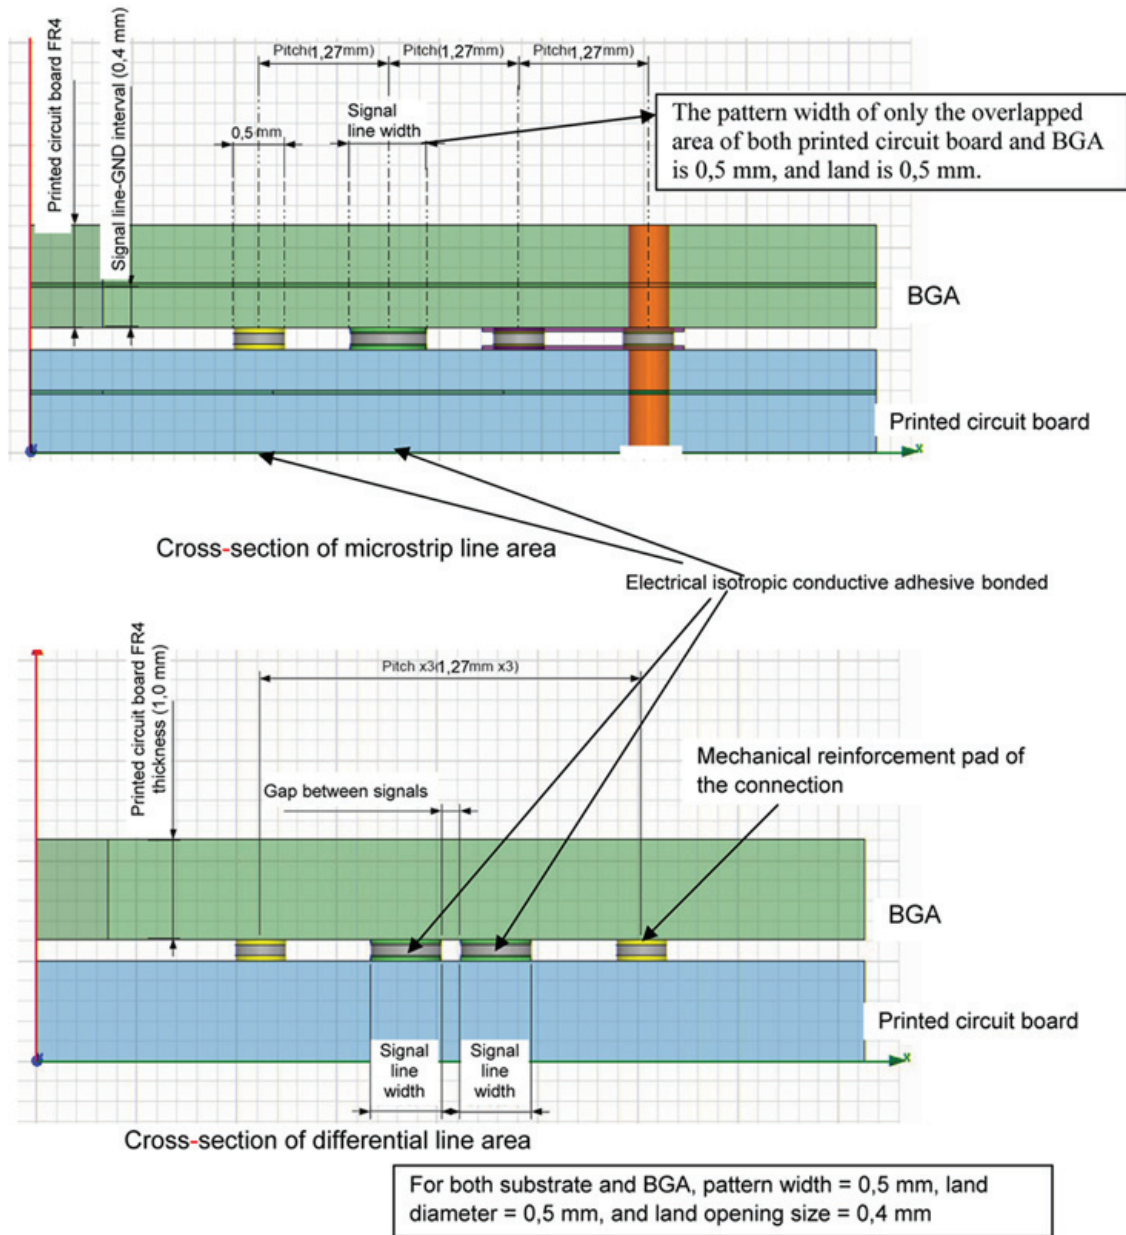 Printed circuit board FR4
Signal line-GND interval (0,4 mm)
Pitch(1,27mm)
Pitch(1,27mm)
Pitch(1,27mm)
0,5 mm
Signal
line width
The pattern width of only the overlapped
area of both printed circuit board and BGA
is 0,5 mm, and land is 0,5 mm.
BGA
Printed circuit board
x
Cross-section of microstrip line area
Electrical isotropic conductive adhesive bonded
Printed circuit board FR4
thickness (1,0 mm)
Pitch x3(1,27mm x3)
Gap between signals
Mechanical reinforcement pad of
the connection
BGA
Printed circuit board
x
Signal
line
width
Signal
line
width
Cross-section of differential line area
For both substrate and BGA, pattern width = 0,5 mm, land
diameter = 0,5 mm, and land opening size = 0,4 mm